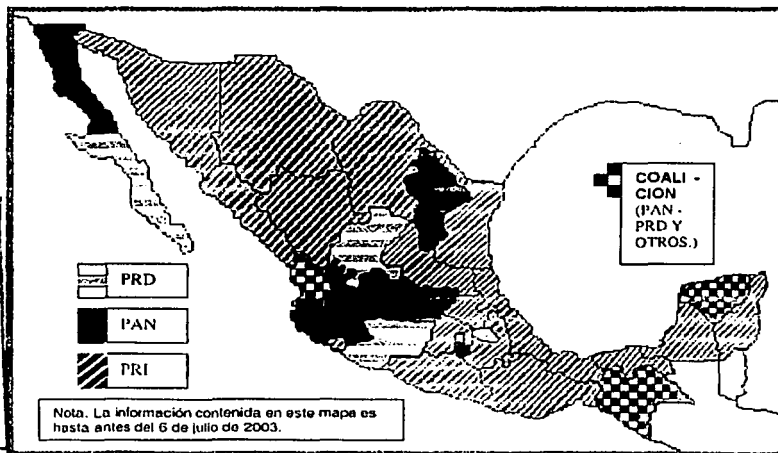 COALI -
CION
(PAN -
PRD Y
OTROS.)
PRD
PAN
PRI
Nota. La información contenida en este mapa es
hasta antes del 6 de julio de 2003.